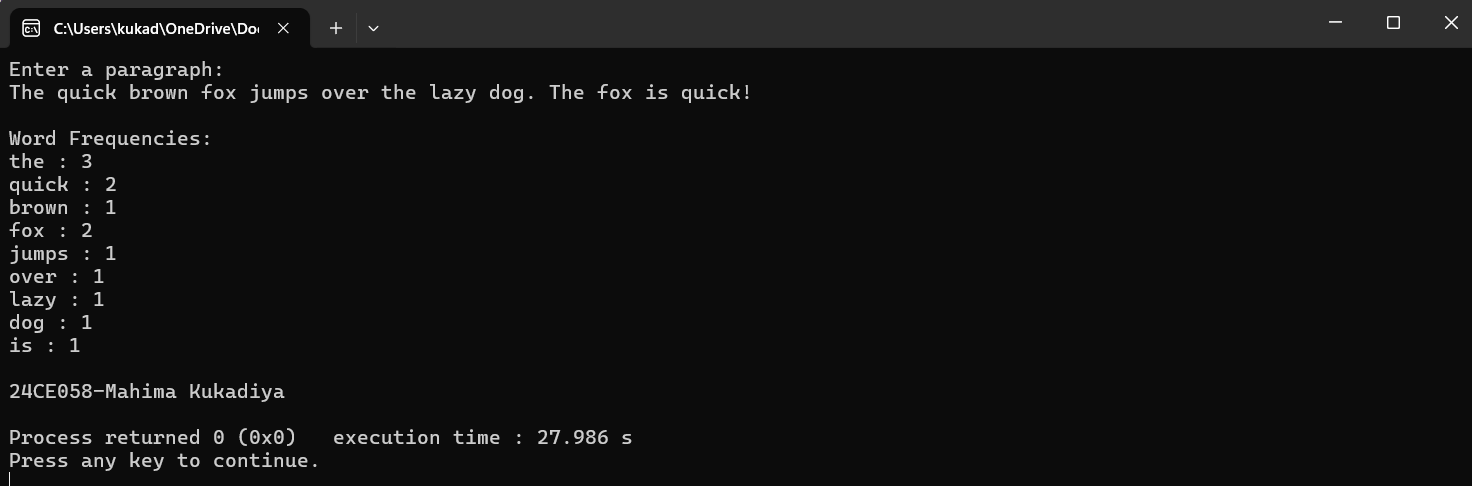 C:\Users\kukad\OneDrive\Do
Enter a paragraph:
The quick brown fox jumps over the lazy dog. The fox is quick!
Word Frequencies:
the : 3
quick : 2
brown : 1
fox : 2
jumps : 1
over : 1
lazy : 1
dog : 1
is : 1
24CE058-Mahima Kukadiya
Process returned 0 (0x0)   execution time : 27.986 s
Press any key to continue.